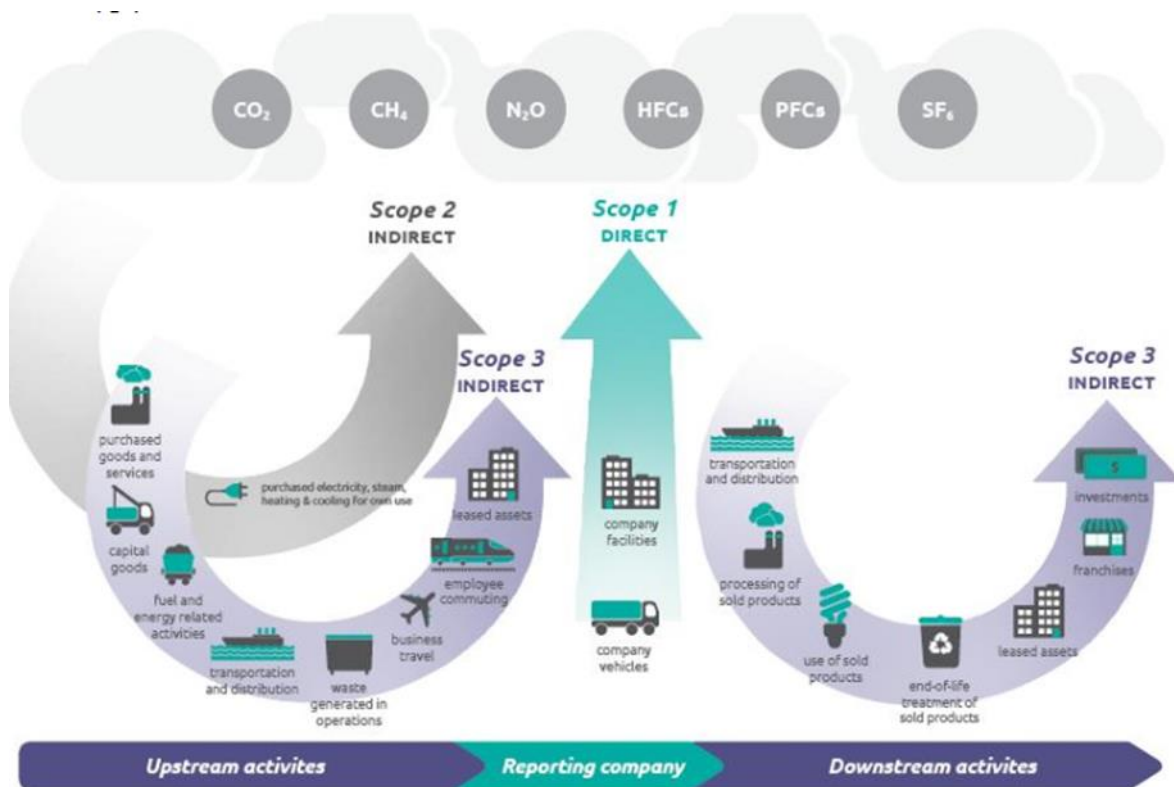 CO₂
CH₄
N₂O
HFCs
PFCs
SF₆
Scope 2
INDIRECT
Scope 1
DIRECT
Scope 3
INDIRECT
Scope 3
INDIRECT
purchased
goods and
services
capital
goods
fuel and
energy related
activities
transportation
and distribution
waste
generated in
operations
business
travel
employee
commuting
leased assets
purchased electricity, steam,
heating & cooling for own use
company
facilities
company
vehicles
transportation
and distribution
processing of
sold products
use of sold
products
end-of-life
treatment of
sold products
leased assets
franchises
investments
$
Upstream activites
Reporting company
Downstream activites